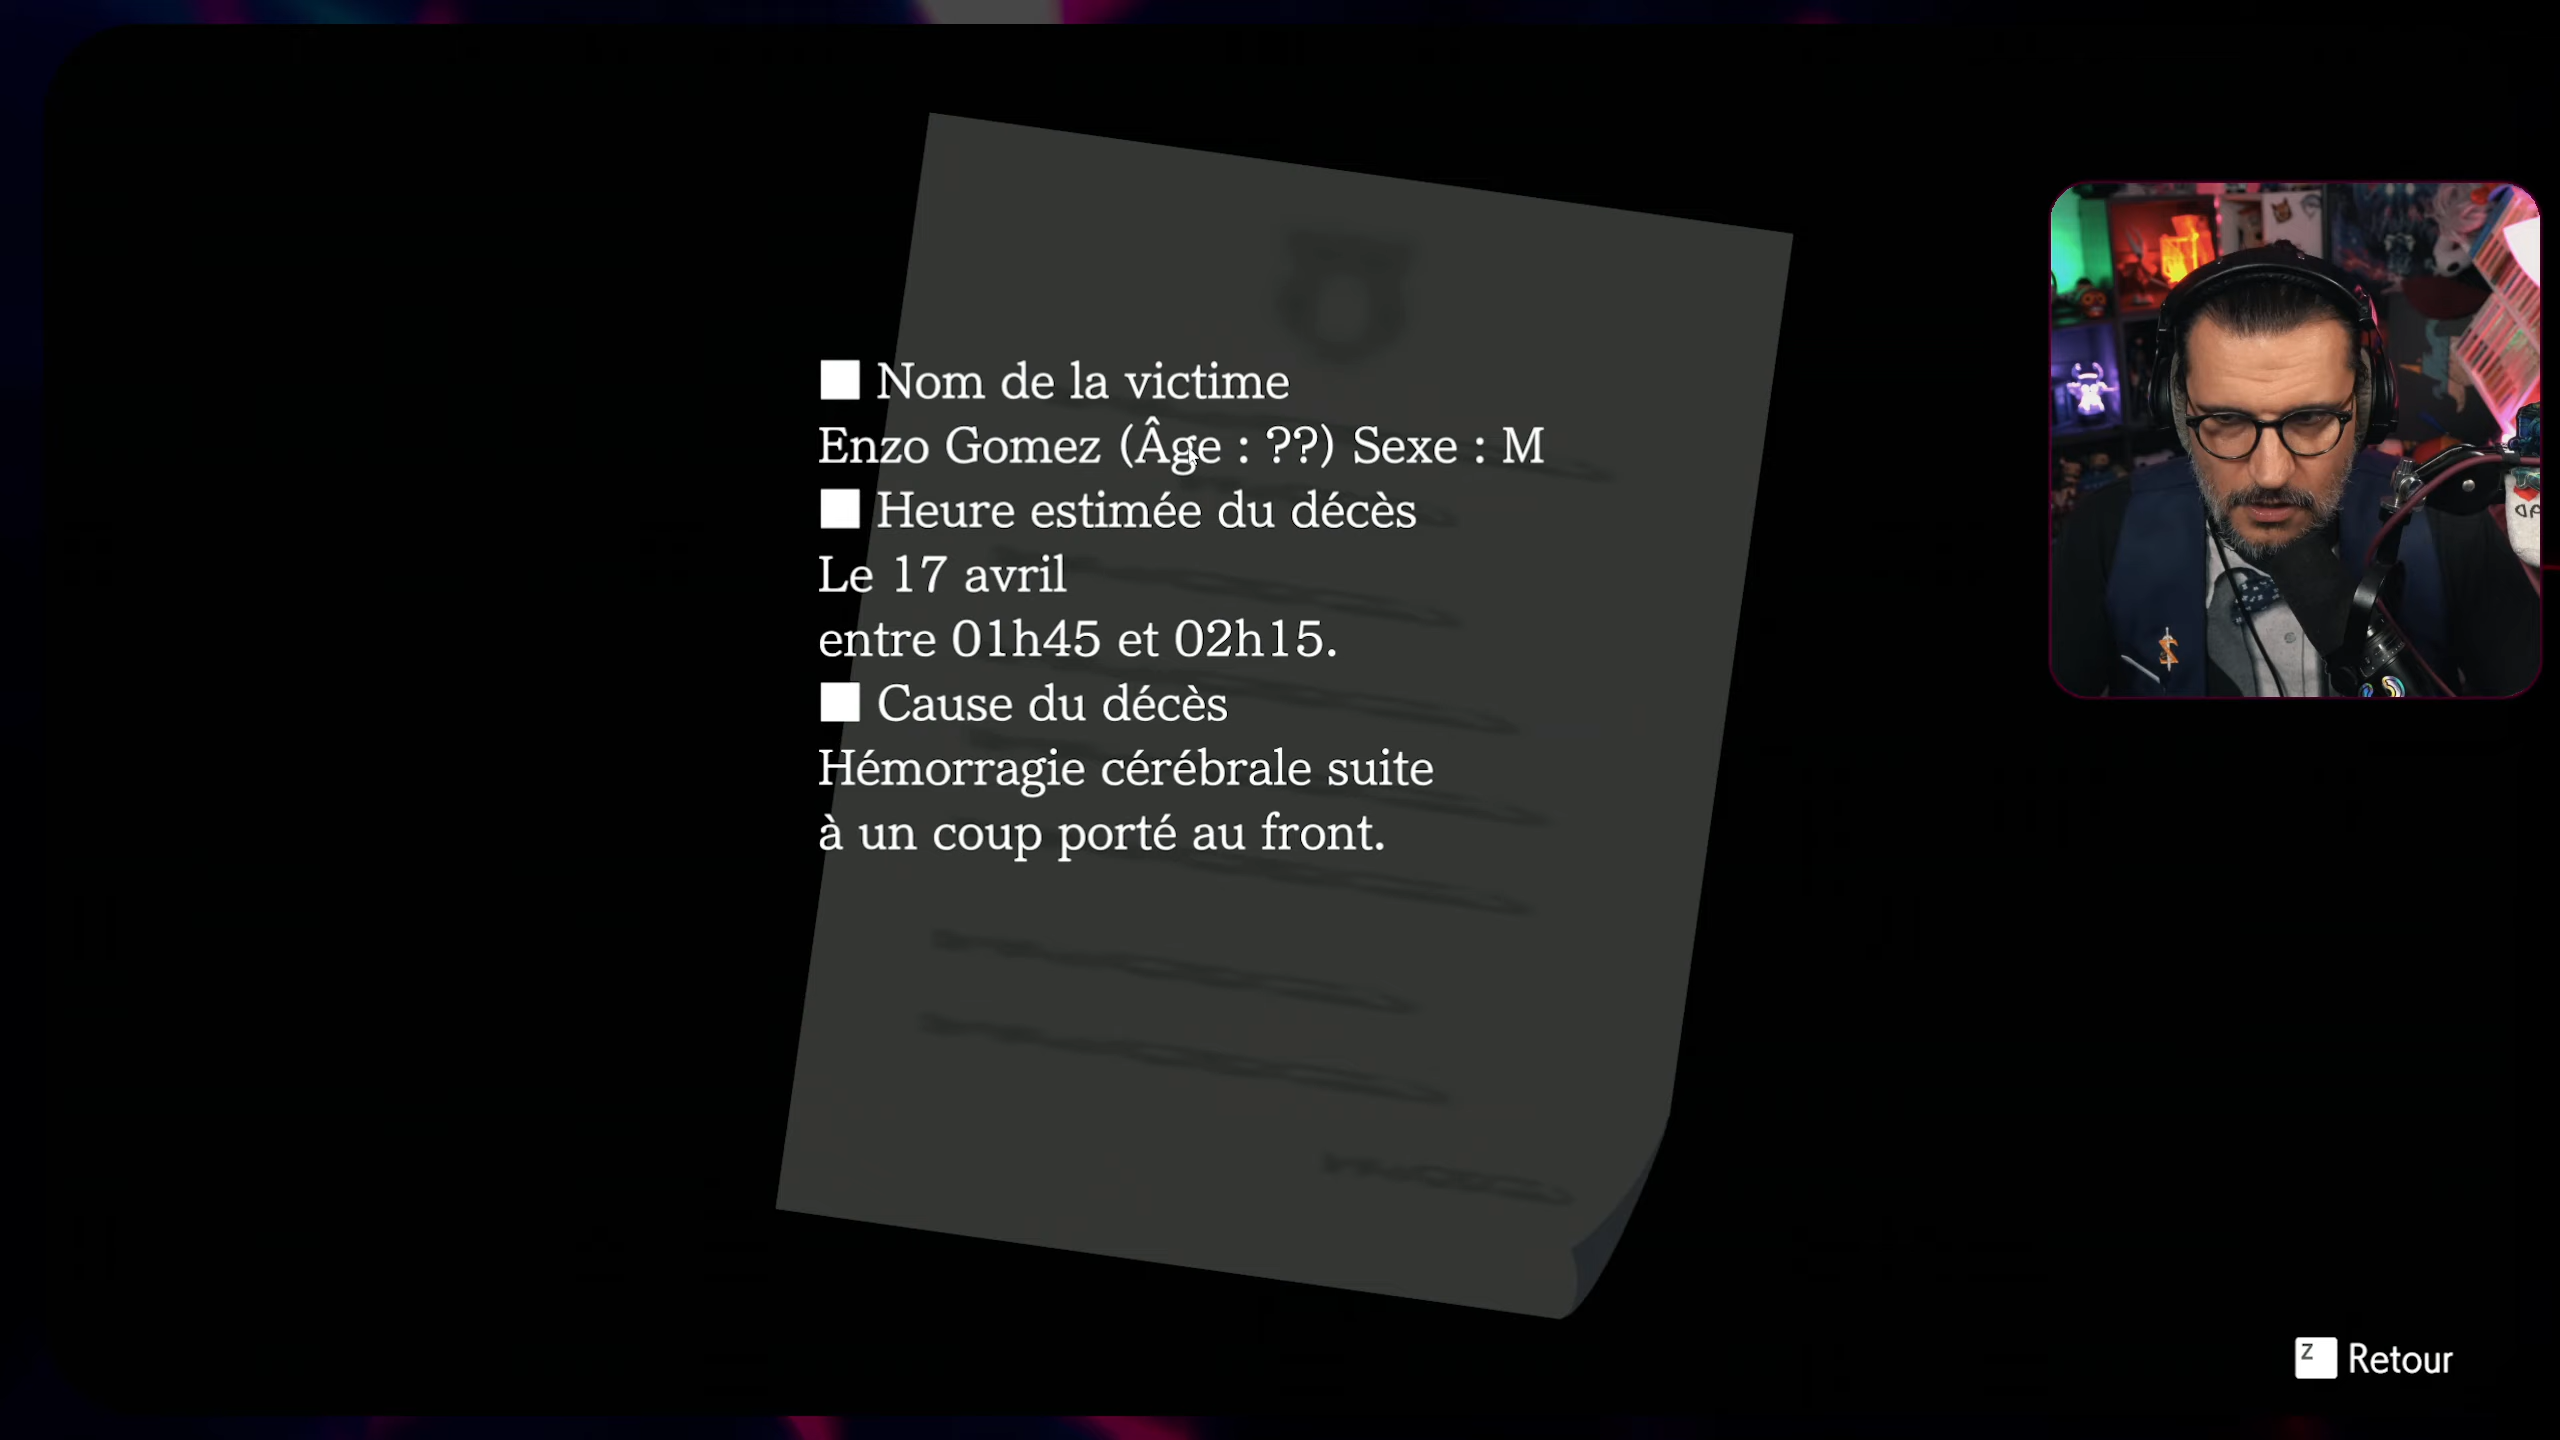 ■ Nom de la victime
Enzo Gomez (Âge : ??) Sexe : M
■ Heure estimée du décès
Le 17 avril
entre 01h45 et 02h15.
■ Cause du décès
Hémorragie cérébrale suite
à un coup porté au front.
Z Retour